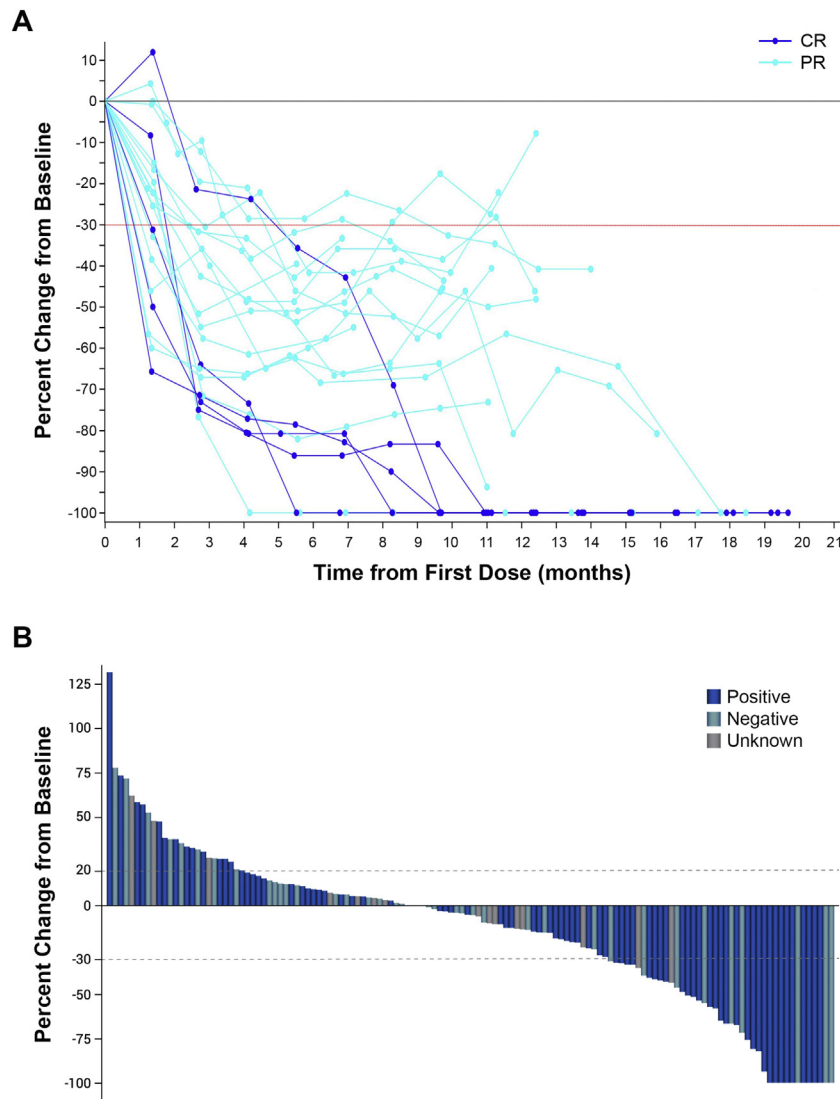 A
CR
PR
Percent Change from Baseline
10
0
-10
-20
-30
-40
-50
-60
-70
-80
-90
-100
0 1 2 3 4 5 6 7 8 9 10 11 12 13 14 15 16 17 18 19 20 21
Time from First Dose (months)
B
Positive
Negative
Unknown
Percent Change from Baseline
125
100
75
50
20
0
-30
-50
-75
-100